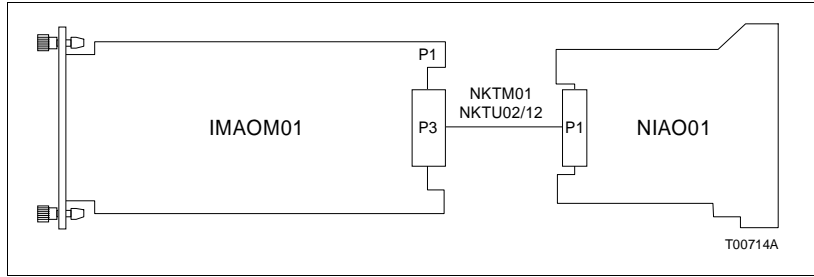 P1
NKTM01
NKTU02/12
IMAOM01
P3
P1
NIAO01
T00714A